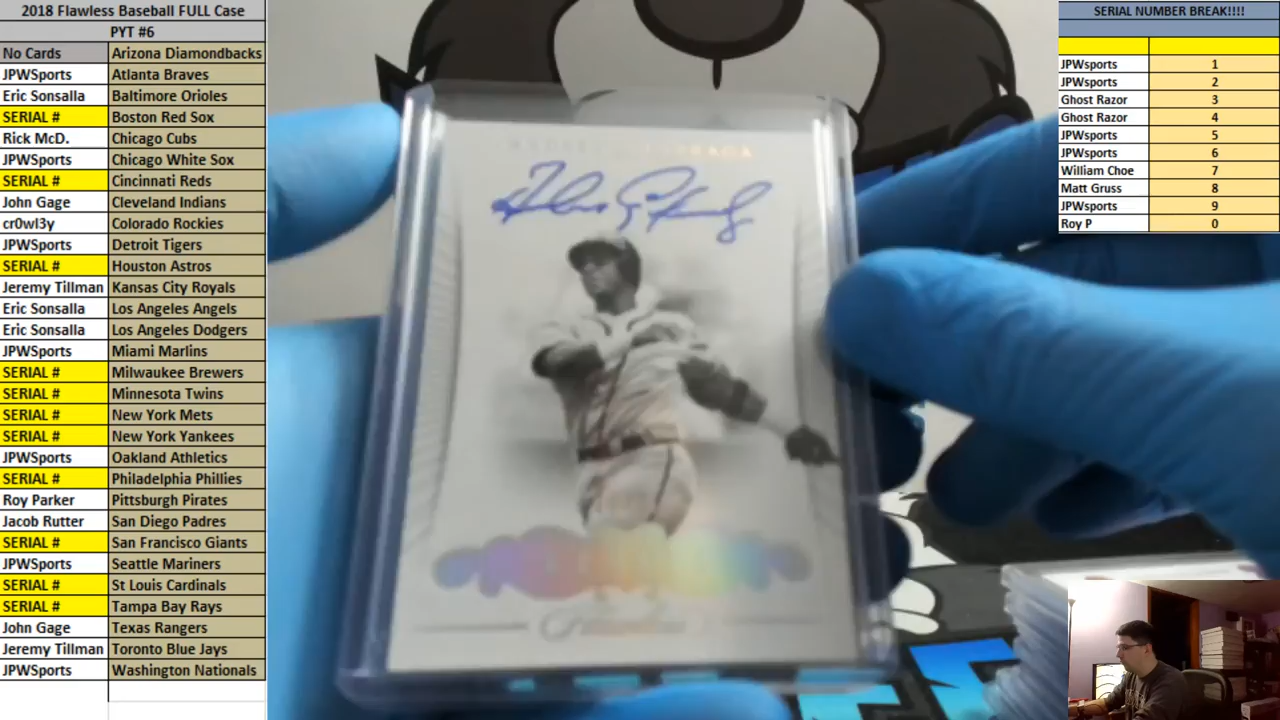 2018 Flawless Baseball FULL Case
PYT #6
No Cards Arizona Diamondbacks
JPWSports Atlanta Braves
Eric Sonsalla Baltimore Orioles
SERIAL # Boston Red Sox
Rick McD. Chicago Cubs
JPWSports Chicago White Sox
SERIAL # Cincinnati Reds
John Gage Cleveland Indians
cr0wl3y Colorado Rockies
JPWSports Detroit Tigers
SERIAL # Houston Astros
Jeremy Tillman Kansas City Royals
Eric Sonsalla Los Angeles Angels
Eric Sonsalla Los Angeles Dodgers
JPWSports Miami Marlins
SERIAL # Milwaukee Brewers
SERIAL # Minnesota Twins
SERIAL # New York Mets
SERIAL # New York Yankees
JPWSports Oakland Athletics
SERIAL # Philadelphia Phillies
Roy Parker Pittsburgh Pirates
Jacob Rutter San Diego Padres
SERIAL # San Francisco Giants
JPWSports Seattle Mariners
SERIAL # St Louis Cardinals
SERIAL # Tampa Bay Rays
John Gage Texas Rangers
Jeremy Tillman Toronto Blue Jays
JPWSports Washington Nationals
SERIAL NUMBER BREAK!!!!
JPWsports 1
JPWsports 2
Ghost Razor 3
Ghost Razor 4
JPWsports 5
JPWsports 6
William Choe 7
Matt Gruss 8
JPWsports 9
Roy P 0